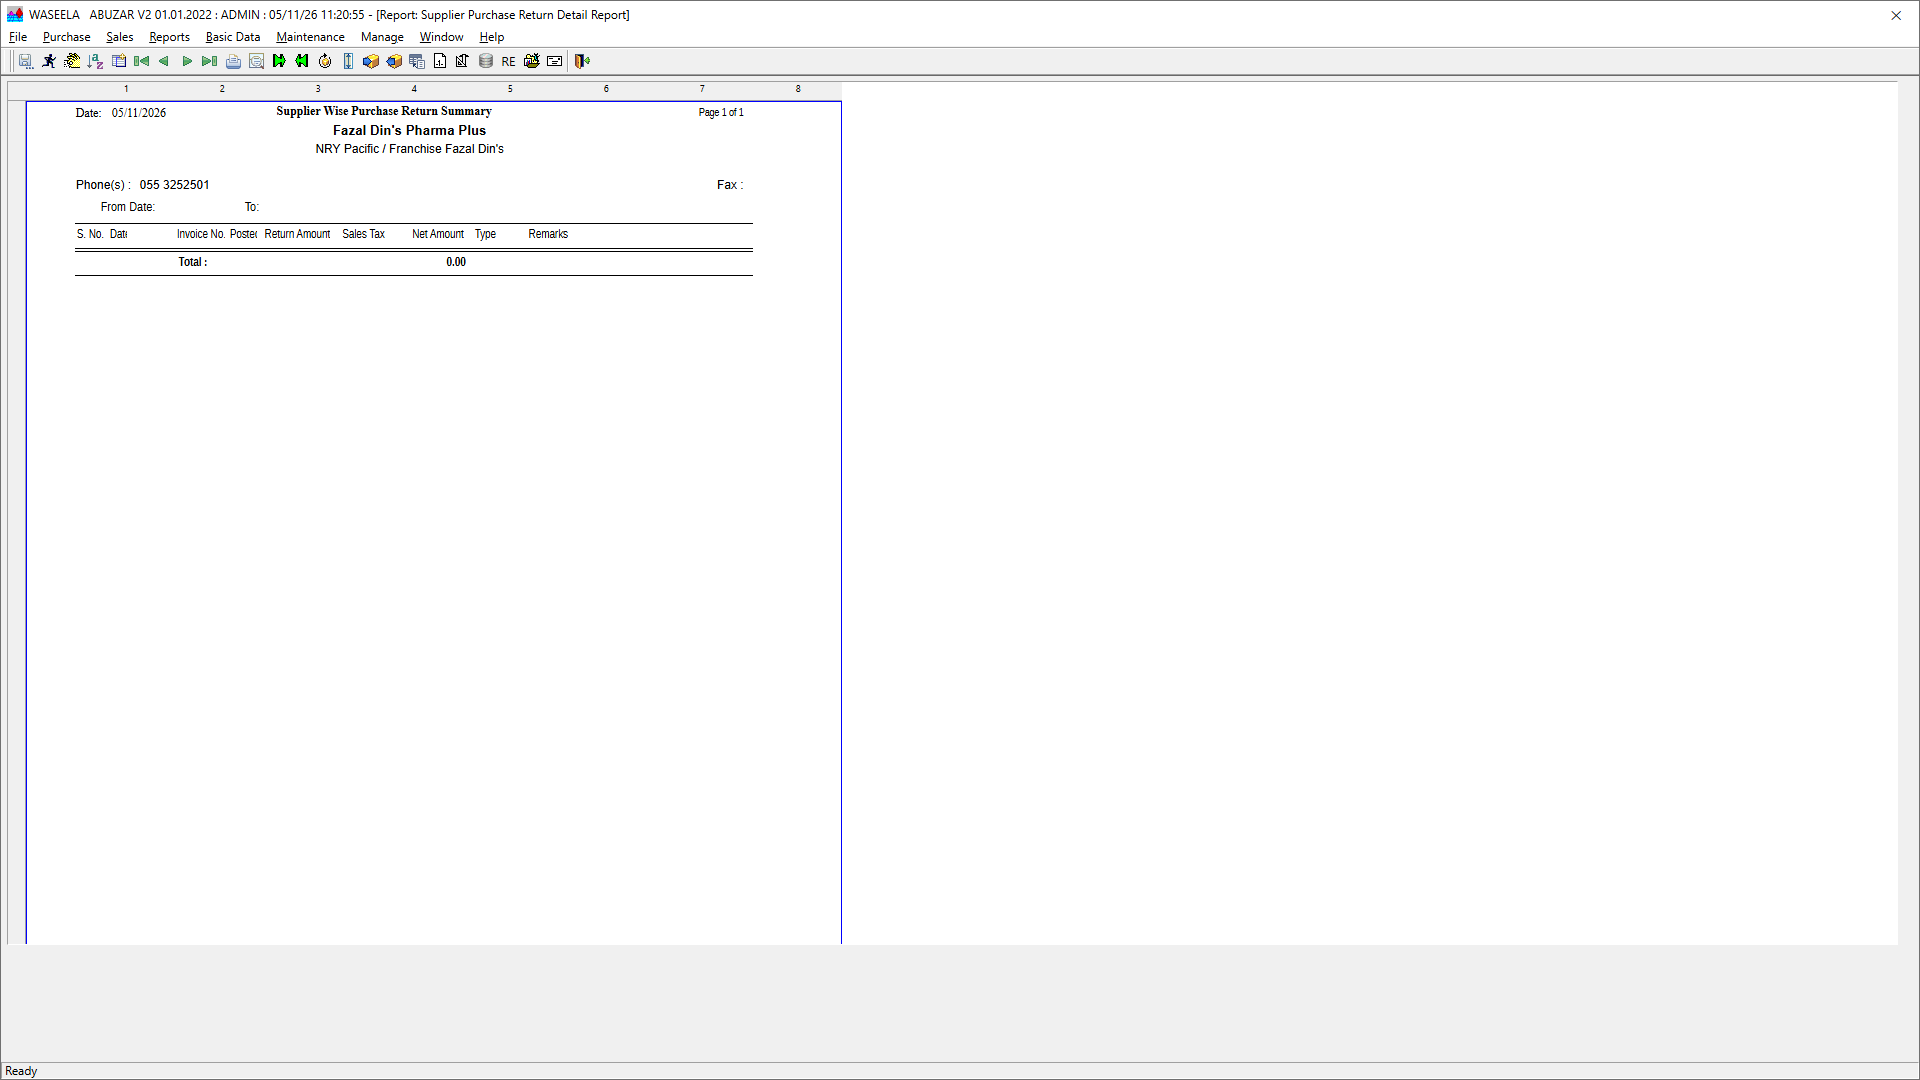 WASEELA ABUZAR V2 01.01.2022 : ADMIN : 05/11/26 11:20:55 - [Report: Supplier Purchase Return Detail Report]
File Purchase Sales Reports Basic Data Maintenance Manage Window Help
RE
1 2 3 4 5 6 7 8
Date: 05/11/2026 Supplier Wise Purchase Return Summary Page 1 of 1
Fazal Din's Pharma Plus
NRY Pacific / Franchise Fazal Din's
Phone(s) : 055 3252501 Fax :
From Date: To:
S. No. Date Invoice No. Posted Return Amount Sales Tax Net Amount Type Remarks
Total : 0.00
Ready